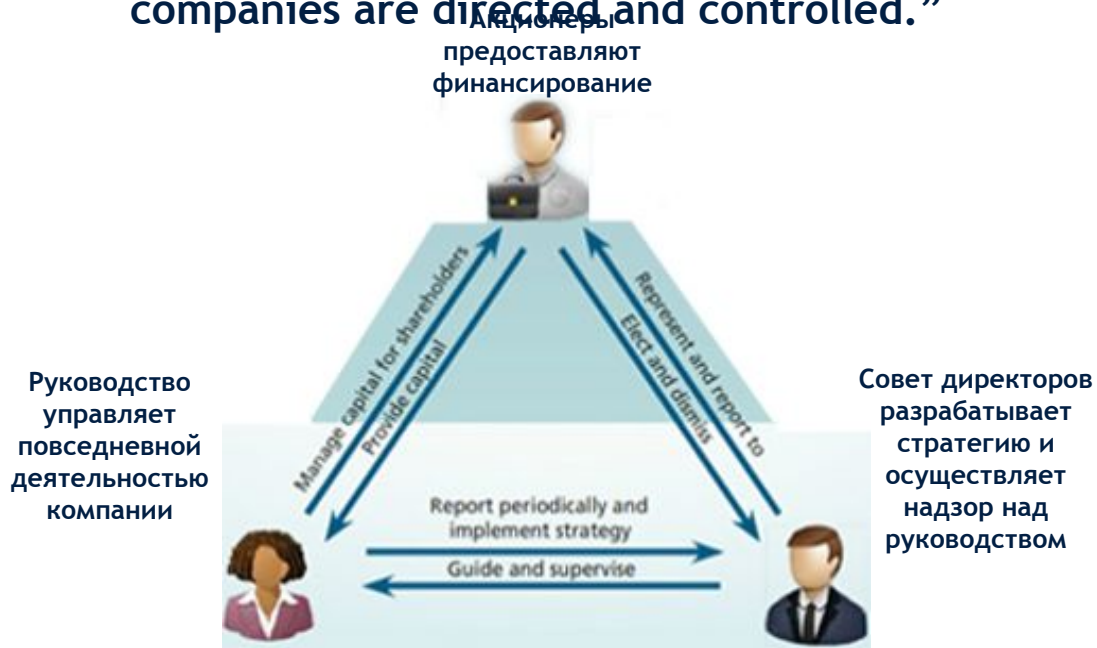 companies are directed and controlled.”
Акционеры
предоставляют
финансирование
Manage capital for shareholders
Provide capital
Represent and report to
Elect and dismiss
Руководство
управляет
повседневной
деятельностью
компании
Совет директоров
разрабатывает
стратегию и
осуществляет
надзор над
руководством
Report periodically and
implement strategy
Guide and supervise